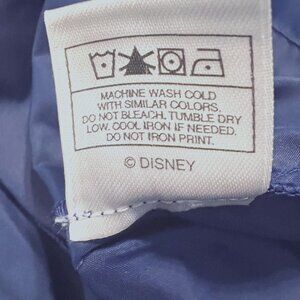 MACHINE WASH COLD
WITH SIMILAR COLORS.
DO NOT BLEACH. TUMBLE DRY
LOW. COOL IRON IF NEEDED.
DO NOT IRON PRINT.
© DISNEY